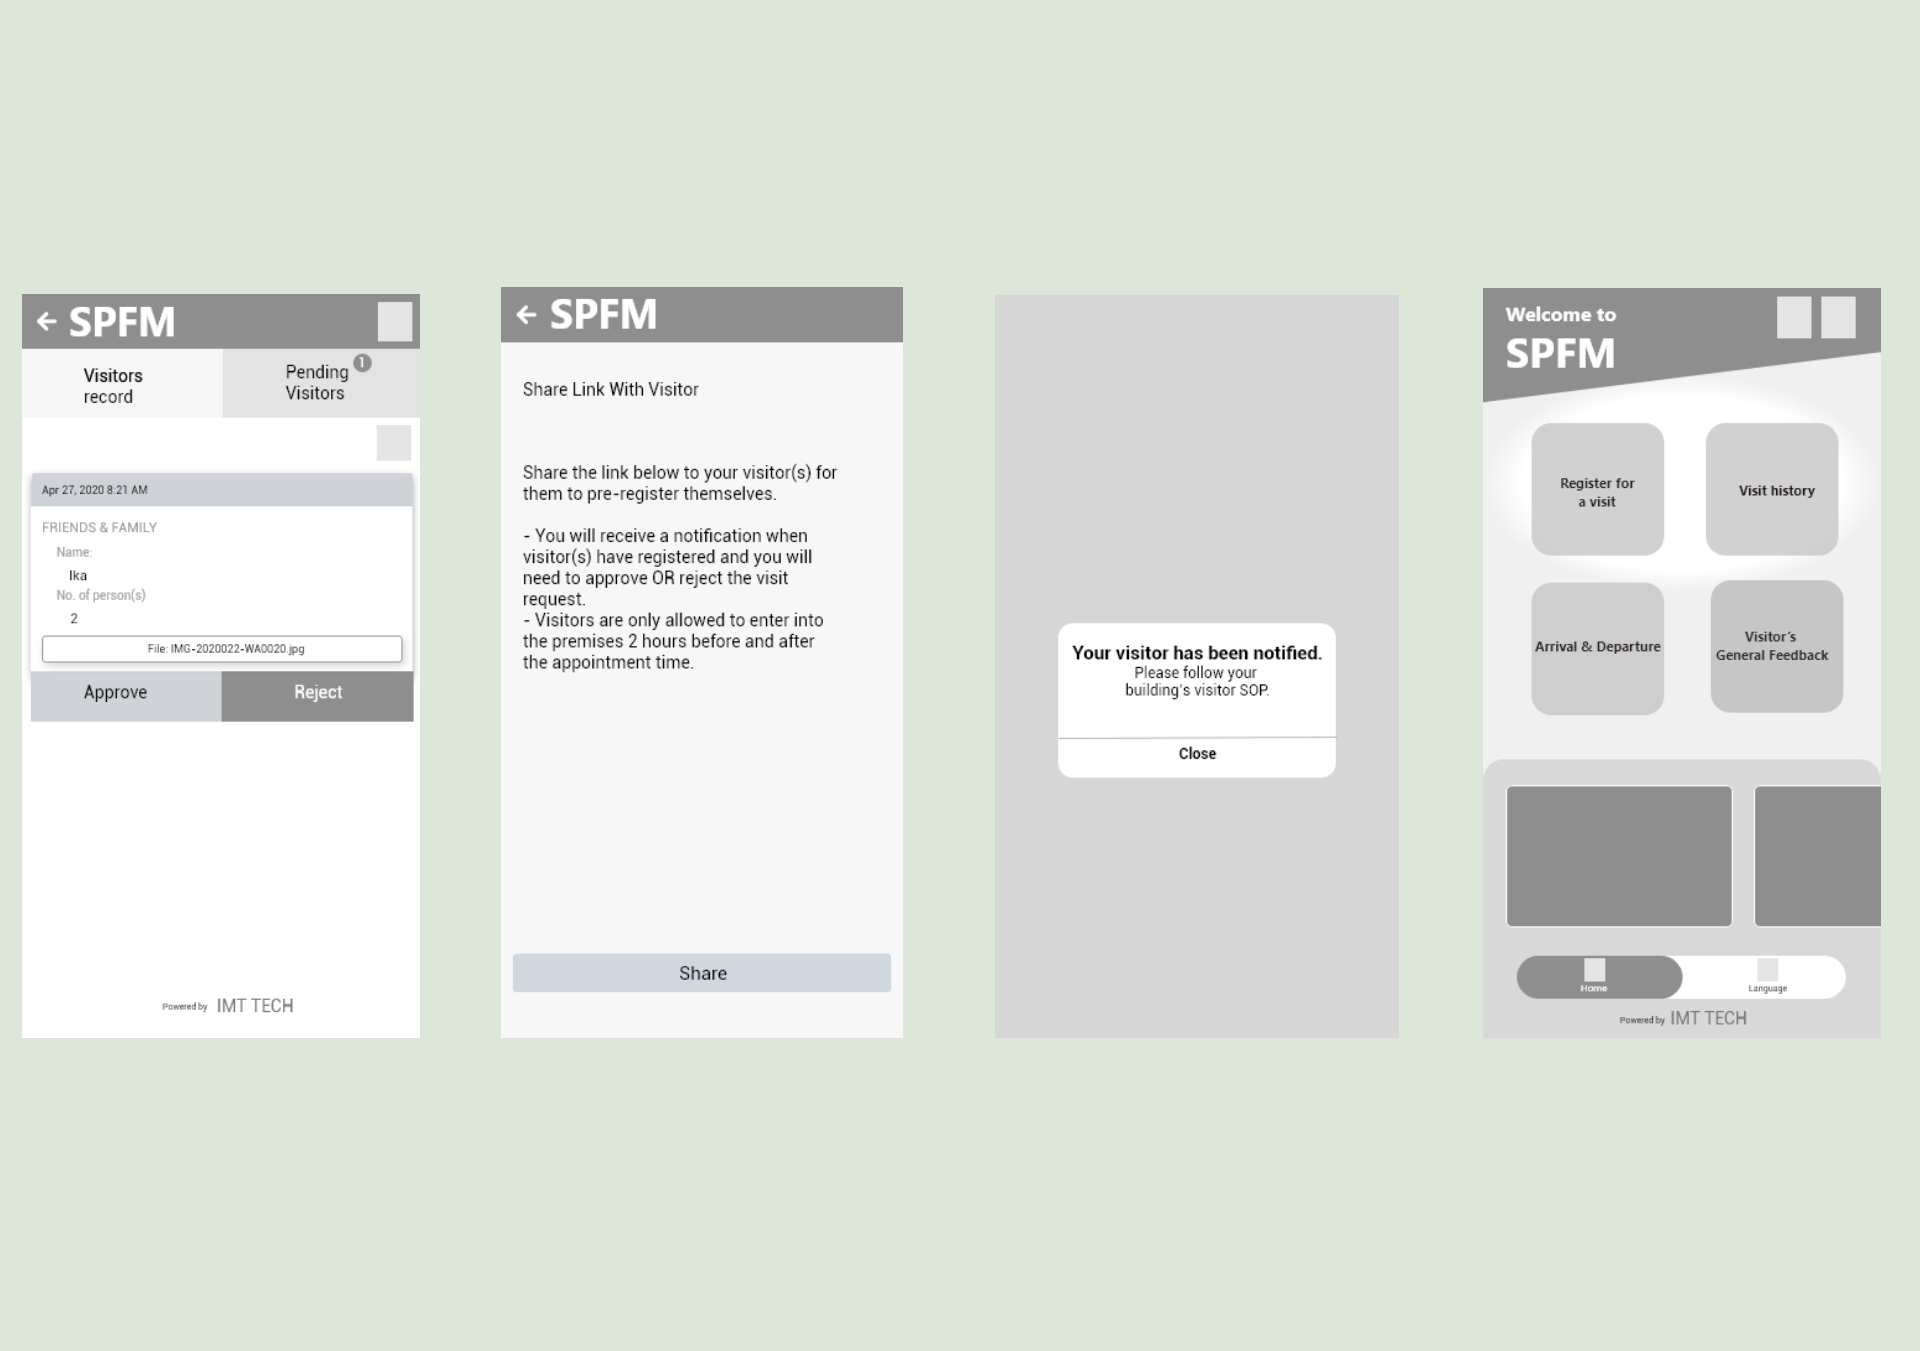 SPFM
Visitors
record
Pending
Visitors
1
Apr 27, 2020 8:21 AM
FRIENDS & FAMILY
Name:
Ika
No. of person(s)
2
File: IMG-2020022-WA0020.jpg
Approve
Reject
Powered by IMT TECH
SPFM
Share Link With Visitor
Share the link below to your visitor(s) for
them to pre-register themselves.
- You will receive a notification when
visitor(s) have registered and you will
need to approve OR reject the visit
request.
- Visitors are only allowed to enter into
the premises 2 hours before and after
the appointment time.
Share
Your visitor has been notified.
Please follow your
building's visitor SOP.
Close
Welcome to
SPFM
Register for
a visit
Visit history
Arrival & Departure
Visitor's
General Feedback
Home
Language
Powered by IMT TECH